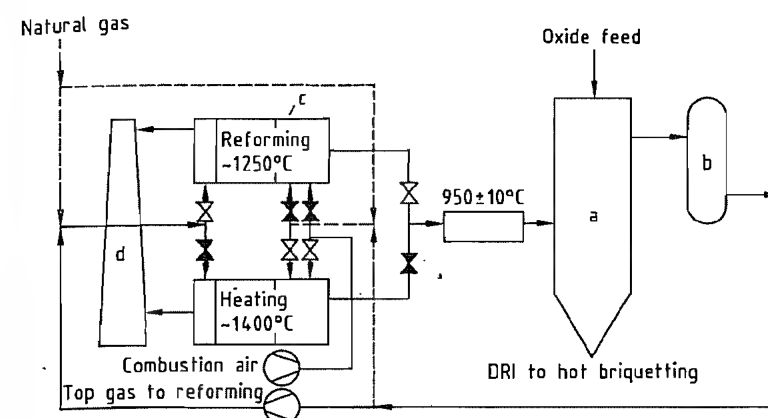 Natural gas
Oxide feed
c
Reforming
~1250°C
950±10°C
b
a
d
Heating
~1400°C
Combustion air
DRI to hot briquetting
Top gas to reforming